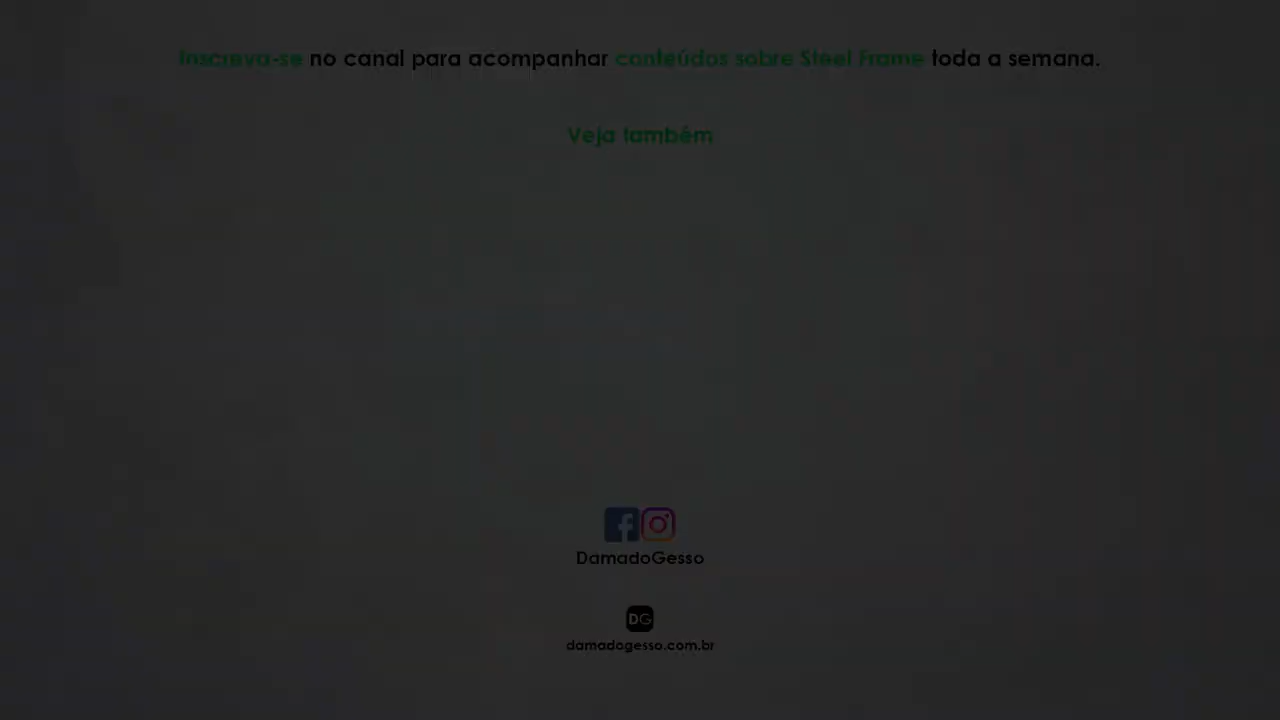 Inscreva-se no canal para acompanhar conteúdos sobre Steel Frame toda a semana.
Veja também
DamadoGesso
DG
damadogesso.com.br